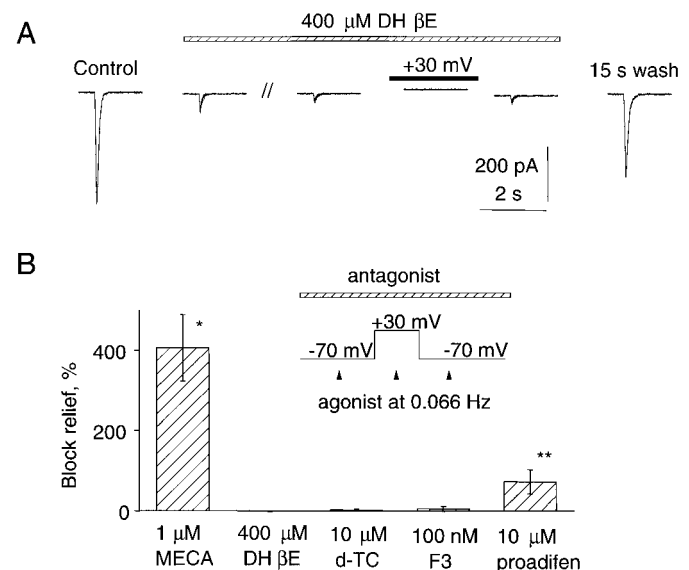 A
400 μM DH βE
Control
//
+30 mV
15 s wash
200 pA
2 s
B
antagonist
+30 mV
-70 mV
-70 mV
agonist at 0.066 Hz
Block relief, %
400
200
0
*
**
1 μM
MECA
400 μM
DH βE
10 μM
d-TC
100 nM
F3
10 μM
proadifen